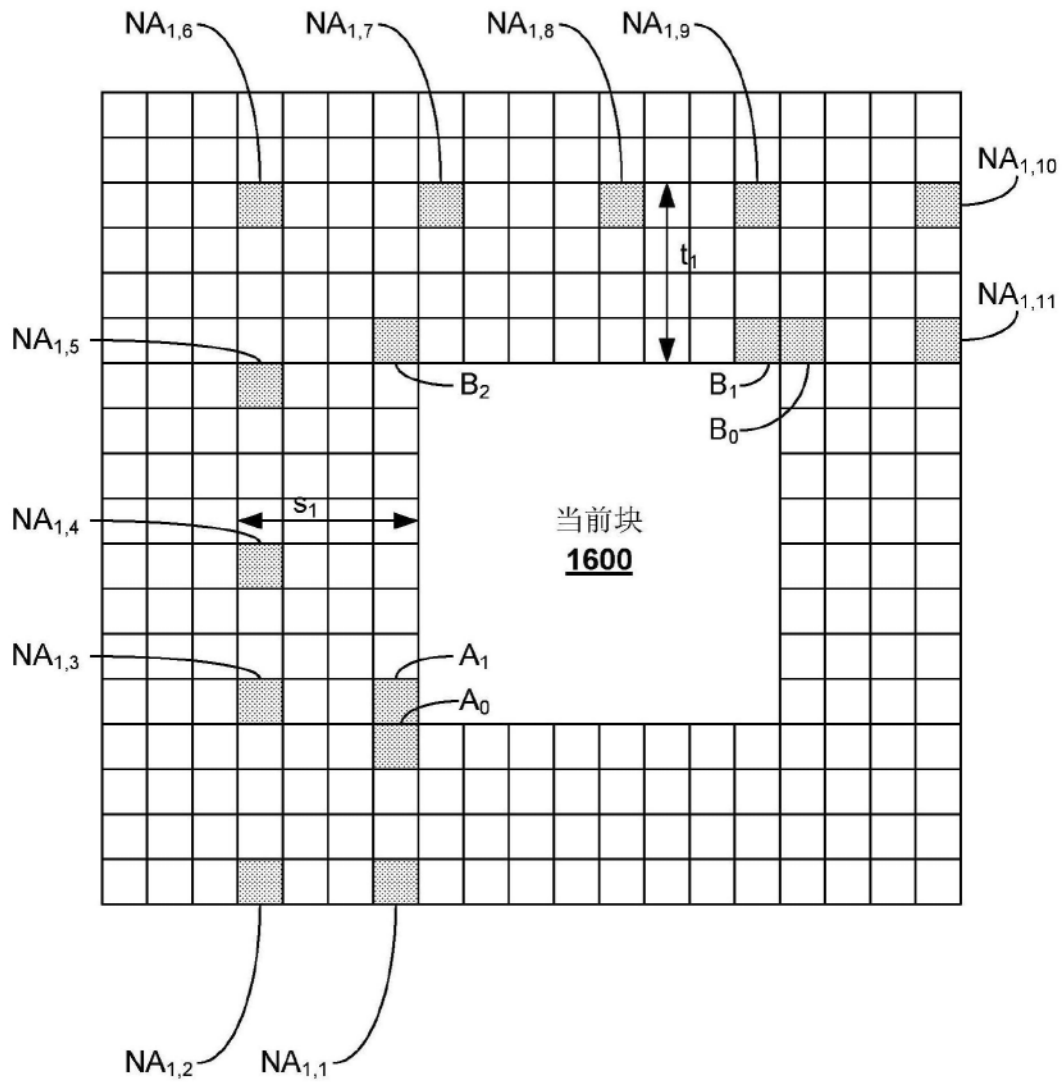 NA1,6
NA1,7
NA1,8
NA1,9
NA1,10
t1
NA1,11
NA1,5
B2
B1
B0
s1
NA1,4
当前块
1600
NA1,3
A1
A0
NA1,2
NA1,1